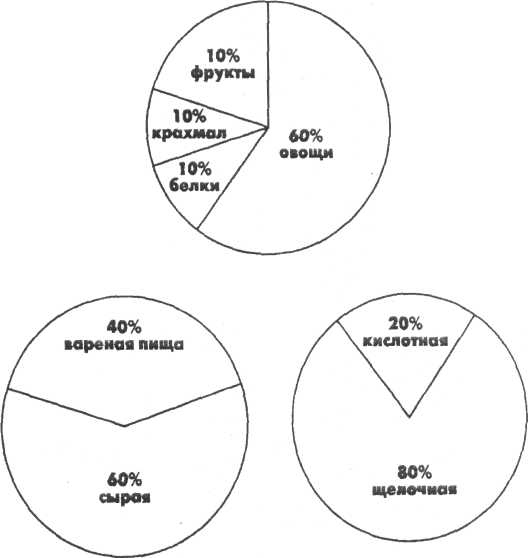 10%
фрукты
10%
крахмал
10%
белки
60%
овощи
40%
вареная пища
60%
сырая
20%
кислотная
80%
щелочная